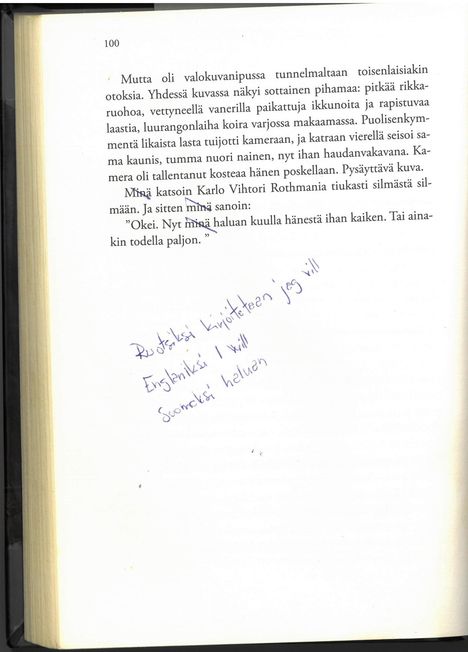 100
Mutta oli valokuvanipussa tunnelmaltaan toisenlaisiakin
otoksia. Yhdessä kuvassa näkyi sottainen pihamaa: pitkää rikka-
ruohoa, vettyneellä vanerilla paikattuja ikkunoita ja rapistuvaa
laastia, luurangonlaiha koira varjossa makaamassa. Puolisenkym-
mentä likaista lasta tuijotti kameraan, ja katraan vierellä seisoi sa-
ma kaunis, tumma nuori nainen, nyt ihan haudanvakavana. Ka-
mera oli tallentanut kosteaa hänen poskellaan. Pysäyttävä kuva.
Minä katsoin Karlo Vihtori Rothmania tiukasti silmästä sil-
mään. Ja sitten minä sanoin:
"Okei. Nyt minä haluan kuulla hänestä ihan kaiken. Tai aina-
kin todella paljon."
Ruotsiksi kirjoitetaan jag vill
Englaniksi I will
Suomeksi haluan